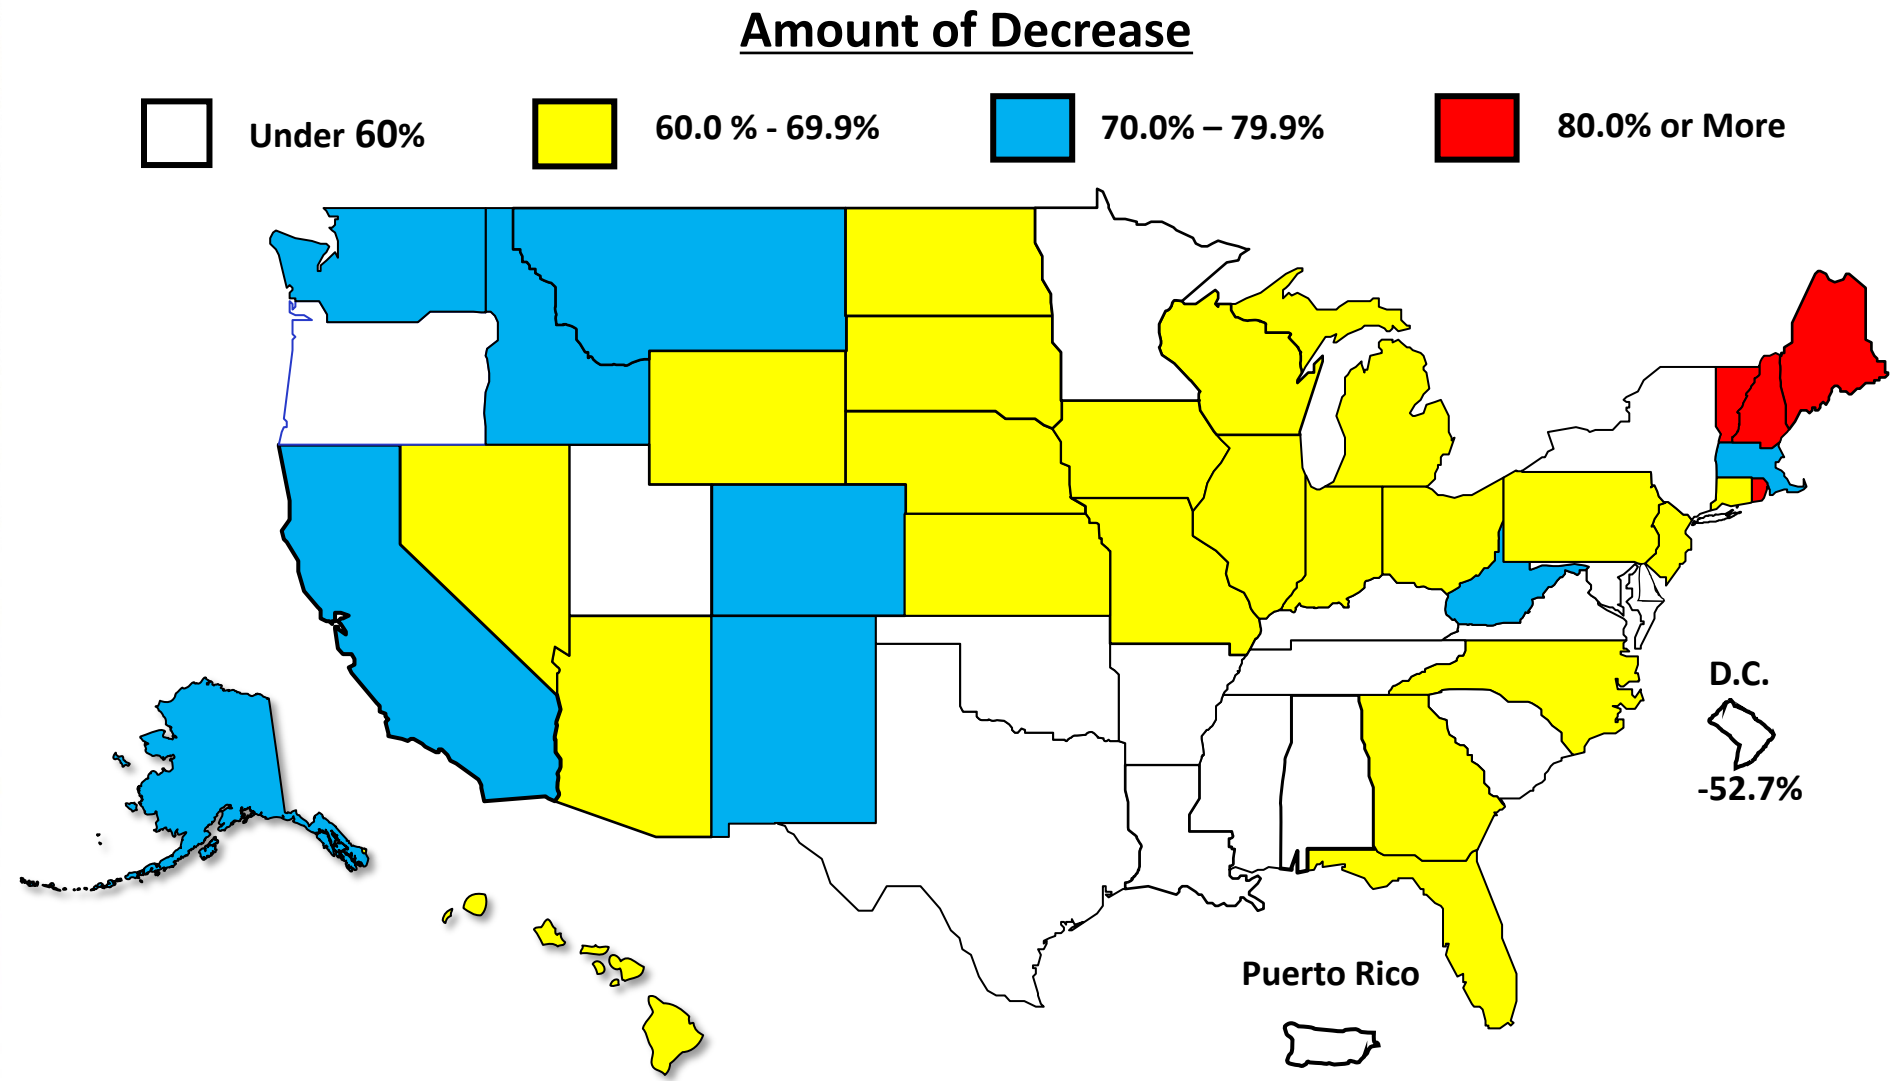 Amount of Decrease
Under 60%
60.0 % - 69.9%
70.0% – 79.9%
80.0% or More
D.C.
-52.7%
Puerto Rico